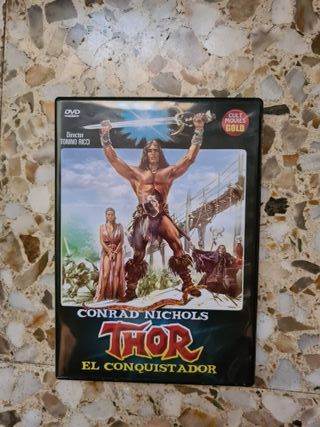 DVD
Director
TONINO RICCI
CULT
MOVIES
GOLD
CONRAD NICHOLS
THOR
EL CONQUISTADOR